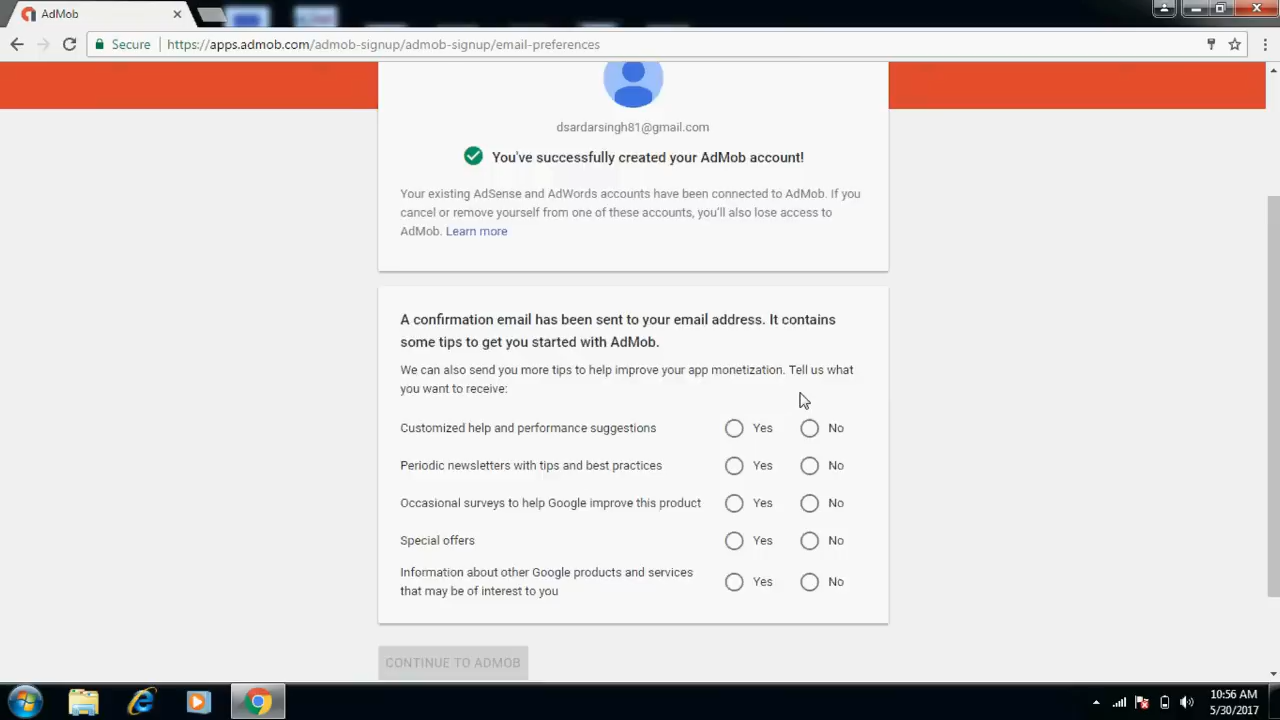 AdMob
Secure https://apps.admob.com/admob-signup/admob-signup/email-preferences
dsardarsingh81@gmail.com
You've successfully created your AdMob account!
Your existing AdSense and AdWords accounts have been connected to AdMob. If you
cancel or remove yourself from one of these accounts, you'll also lose access to
AdMob. Learn more
A confirmation email has been sent to your email address. It contains
some tips to get you started with AdMob.
We can also send you more tips to help improve your app monetization. Tell us what
you want to receive:
Customized help and performance suggestions Yes No
Periodic newsletters with tips and best practices Yes No
Occasional surveys to help Google improve this product Yes No
Special offers Yes No
Information about other Google products and services
that may be of interest to you Yes No
CONTINUE TO ADMOB
10:56 AM
5/30/2017